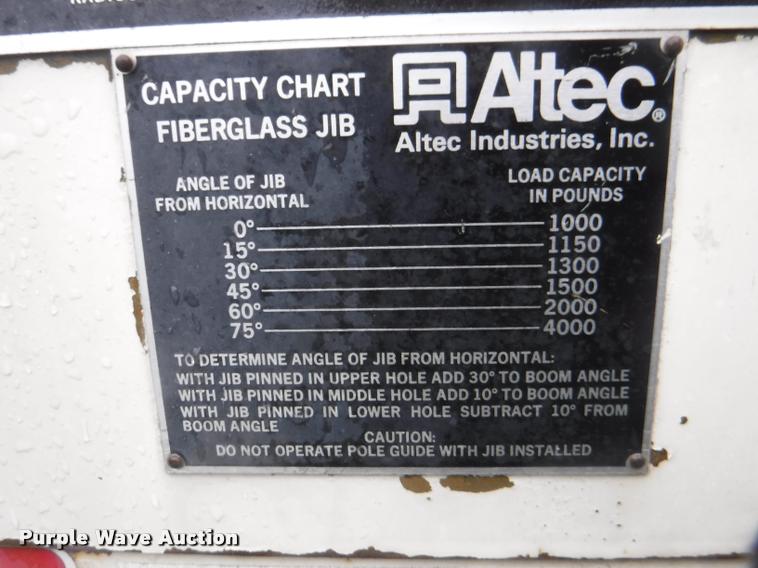 CAPACITY CHART
FIBERGLASS JIB
Altec®
Altec Industries, Inc.
ANGLE OF JIB
FROM HORIZONTAL
LOAD CAPACITY
IN POUNDS
0° 1000
15° 1150
30° 1300
45° 1500
60° 2000
75° 4000
TO DETERMINE ANGLE OF JIB FROM HORIZONTAL:
WITH JIB PINNED IN UPPER HOLE ADD 30° TO BOOM ANGLE
WITH JIB PINNED IN MIDDLE HOLE ADD 10° TO BOOM ANGLE
WITH JIB PINNED IN LOWER HOLE SUBTRACT 10° FROM
BOOM ANGLE
CAUTION:
DO NOT OPERATE POLE GUIDE WITH JIB INSTALLED
Purple Wave Auction